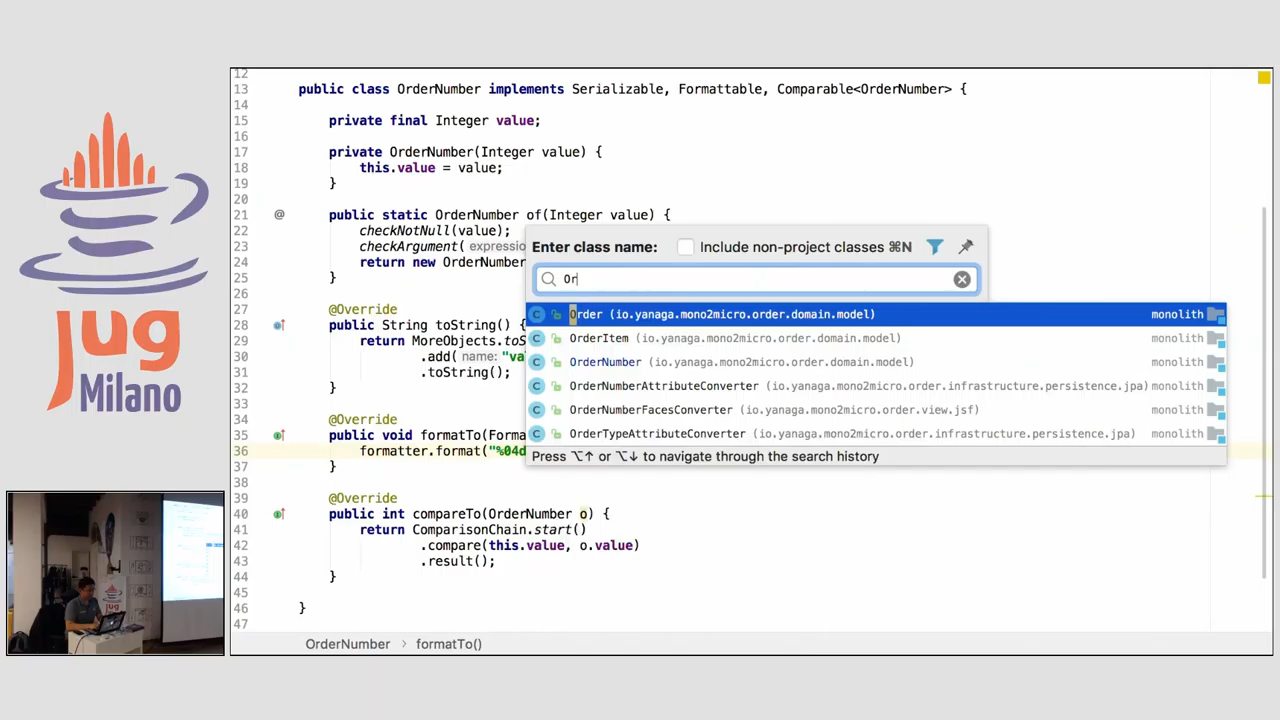 jug
Milano
12
13 public class OrderNumber implements Serializable, Formattable, Comparable<OrderNumber> {
14
15 private final Integer value;
16
17 private OrderNumber(Integer value) {
18 this.value = value;
19 }
20
21 @ public static OrderNumber of(Integer value) {
22 checkNotNull(value);
23 checkArgument( expression
24 return new OrderNumber
25 }
26
27 @Override
28 public String toString() {
29 return MoreObjects.toS
30 .add( name: "va
31 .toString();
32 }
33
34 @Override
35 public void formatTo(Forma
36 formatter.format("%04d
37 }
38
39 @Override
40 public int compareTo(OrderNumber o) {
41 return ComparisonChain.start()
42 .compare(this.value, o.value)
43 .result();
44 }
45
46 }
47
Enter class name: Include non-project classes ⌘N
Or
C Order (io.yanaga.mono2micro.order.domain.model) monolith
C OrderItem (io.yanaga.mono2micro.order.domain.model) monolith
C OrderNumber (io.yanaga.mono2micro.order.domain.model) monolith
C OrderNumberAttributeConverter (io.yanaga.mono2micro.order.infrastructure.persistence.jpa) monolith
C OrderNumberFacesConverter (io.yanaga.mono2micro.order.view.jsf) monolith
C OrderTypeAttributeConverter (io.yanaga.mono2micro.order.infrastructure.persistence.jpa) monolith
Press ⌥↑ or ⌥↓ to navigate through the search history
OrderNumber › formatTo()
jug